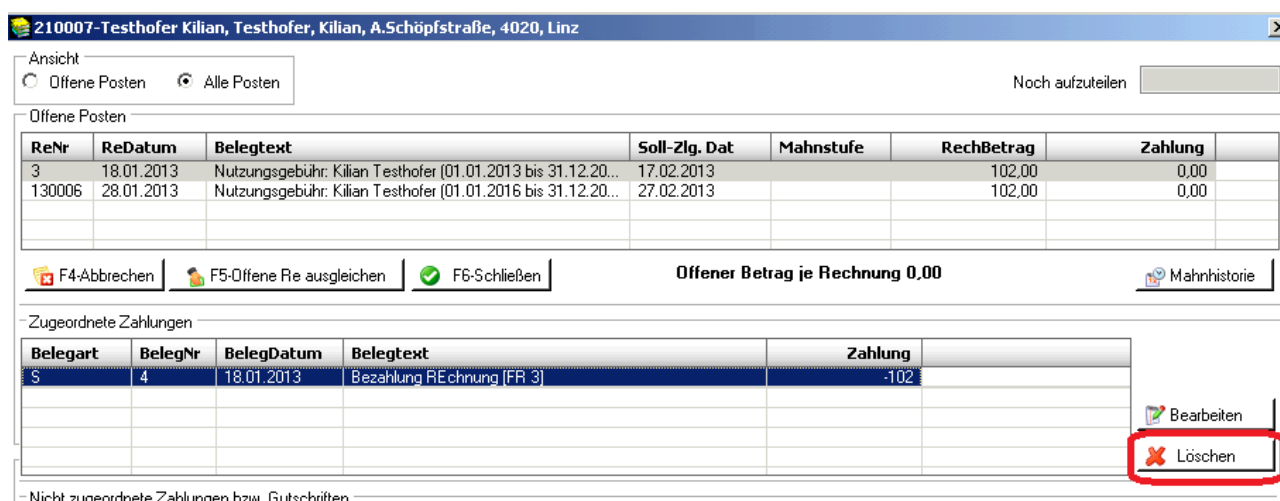 210007-Testhofer Kilian, Testhofer, Kilian, A.Schöpfstraße, 4020, Linz
Ansicht
Offene Posten Alle Posten Noch aufzuteilen
Offene Posten
ReNr ReDatum Belegtext Soll-Zlg. Dat Mahnstufe RechBetrag Zahlung
3 18.01.2013 Nutzungsgebühr: Kilian Testhofer (01.01.2013 bis 31.12.20... 17.02.2013 102,00 0,00
130006 28.01.2013 Nutzungsgebühr: Kilian Testhofer (01.01.2016 bis 31.12.20... 27.02.2013 102,00 0,00
F4-Abbrechen F5-Offene Re ausgleichen F6-Schließen Offener Betrag je Rechnung 0,00 Mahnhistorie
Zugeordnete Zahlungen
Belegart BelegNr BelegDatum Belegtext Zahlung
S 4 18.01.2013 Bezahlung REchnung [FR 3] -102
Bearbeiten
Löschen
Nicht zugeordnete Zahlungen bzw. Gutschriften